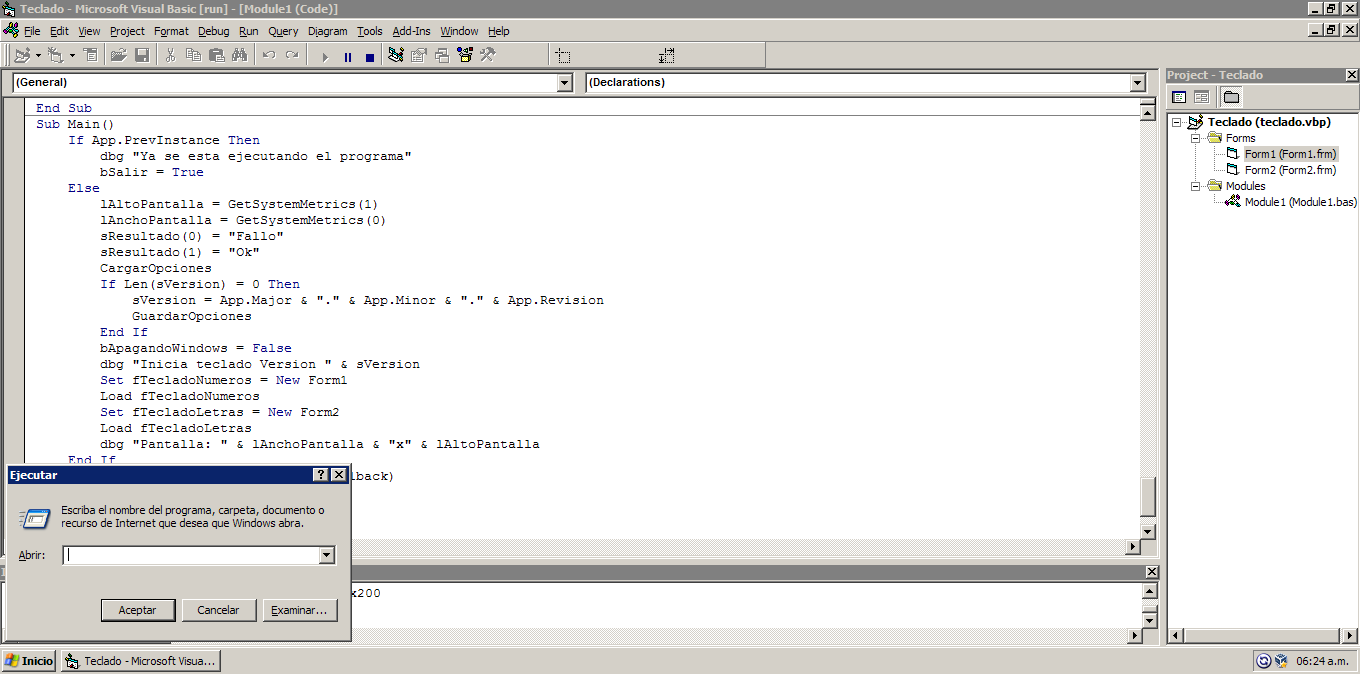 Teclado - Microsoft Visual Basic [run] - [Module1 (Code)]
File Edit View Project Format Debug Run Query Diagram Tools Add-Ins Window Help
(General)
(Declarations)
End Sub
Sub Main()
If App.PrevInstance Then
dbg "Ya se esta ejecutando el programa"
bSalir = True
Else
lAltoPantalla = GetSystemMetrics(1)
lAnchoPantalla = GetSystemMetrics(0)
sResultado(0) = "Fallo"
sResultado(1) = "Ok"
CargarOpciones
If Len(sVersion) = 0 Then
sVersion = App.Major & "." & App.Minor & "." & App.Revision
GuardarOpciones
End If
bApagandoWindows = False
dbg "Inicia teclado Version " & sVersion
Set fTecladoNumeros = New Form1
Load fTecladoNumeros
Set fTecladoLetras = New Form2
Load fTecladoLetras
dbg "Pantalla: " & lAnchoPantalla & "x" & lAltoPantalla
End If
lback)
x200
Project - Teclado
Teclado (teclado.vbp)
Forms
Form1 (Form1.frm)
Form2 (Form2.frm)
Modules
Module1 (Module1.bas)
Ejecutar
Escriba el nombre del programa, carpeta, documento o
recurso de Internet que desea que Windows abra.
Abrir:
Aceptar Cancelar Examinar...
Inicio
Teclado - Microsoft Visua...
06:24 a.m.